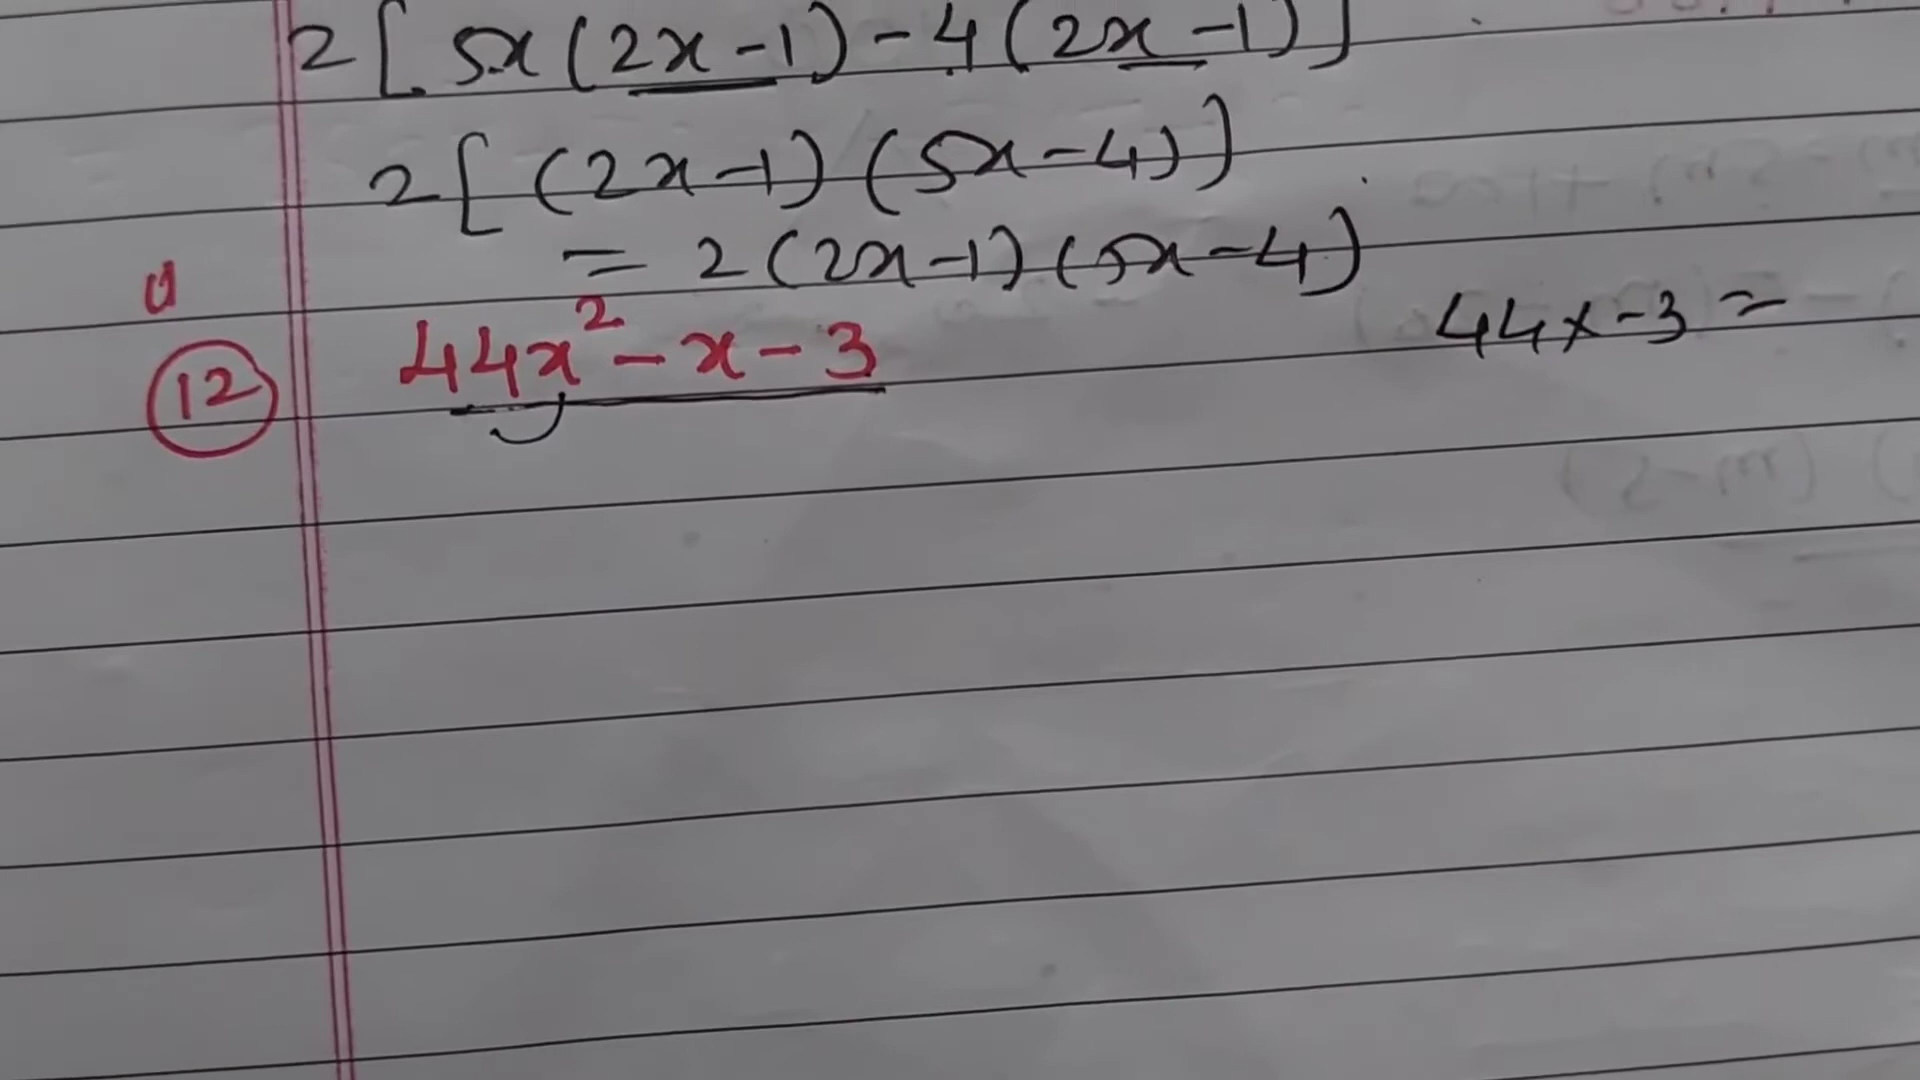 2[5x(2x-1)-4(2x-1)]
2[(2x-1)(5x-4)]
= 2(2x-1)(5x-4)
44x-3 =
(12) 44x²-x-3